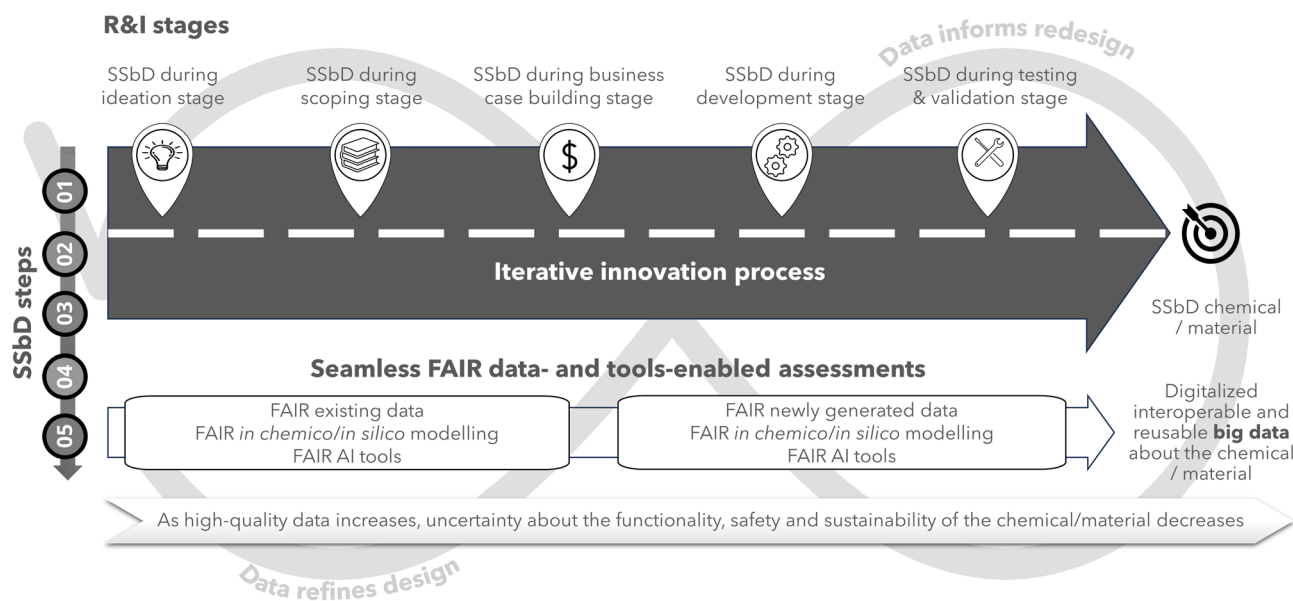 R&I stages
Data informs redesign
SSbD during
ideation stage
SSbD during
scoping stage
SSbD during business
case building stage
SSbD during
development stage
SSbD during testing
& validation stage
$
SSbD steps
01
02
03
04
05
Iterative innovation process
SSbD chemical
/ material
Seamless FAIR data- and tools-enabled assessments
FAIR existing data
FAIR in chemico/in silico modelling
FAIR AI tools
FAIR newly generated data
FAIR in chemico/in silico modelling
FAIR AI tools
Digitalized
interoperable and
reusable big data
about the chemical
/ material
As high-quality data increases, uncertainty about the functionality, safety and sustainability of the chemical/material decreases
Data refines design